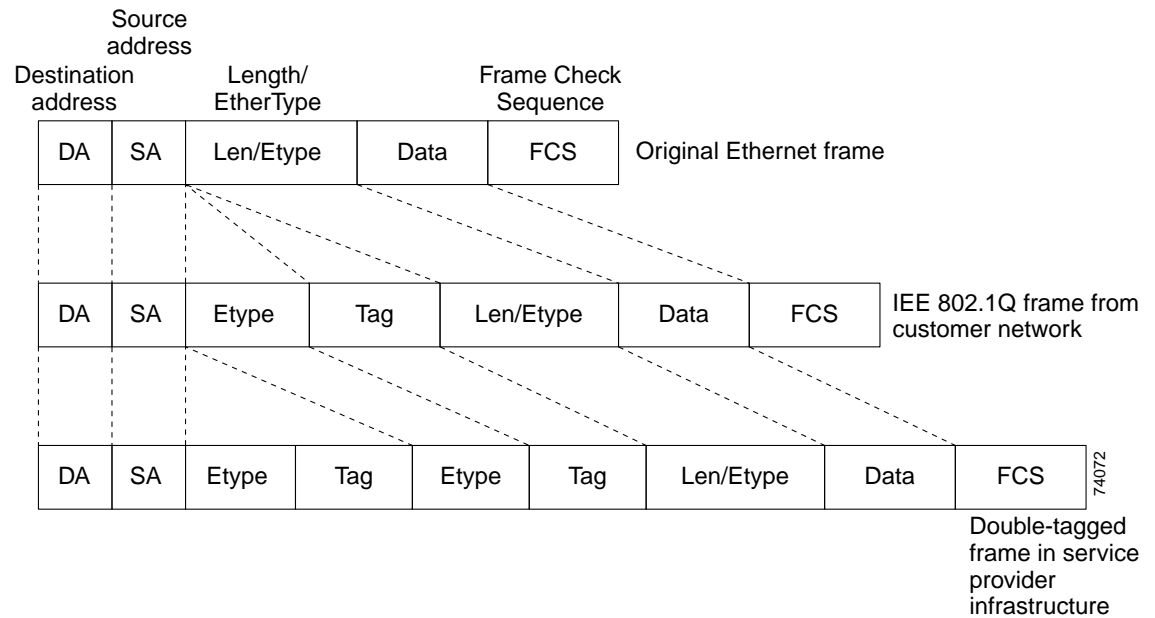 Source
address
Destination
address
Length/
EtherType
Frame Check
Sequence
DA SA Len/Etype Data FCS Original Ethernet frame
DA SA Etype Tag Len/Etype Data FCS
IEE 802.1Q frame from
customer network
DA SA Etype Tag Etype Tag Len/Etype Data FCS
74072
Double-tagged
frame in service
provider
infrastructure